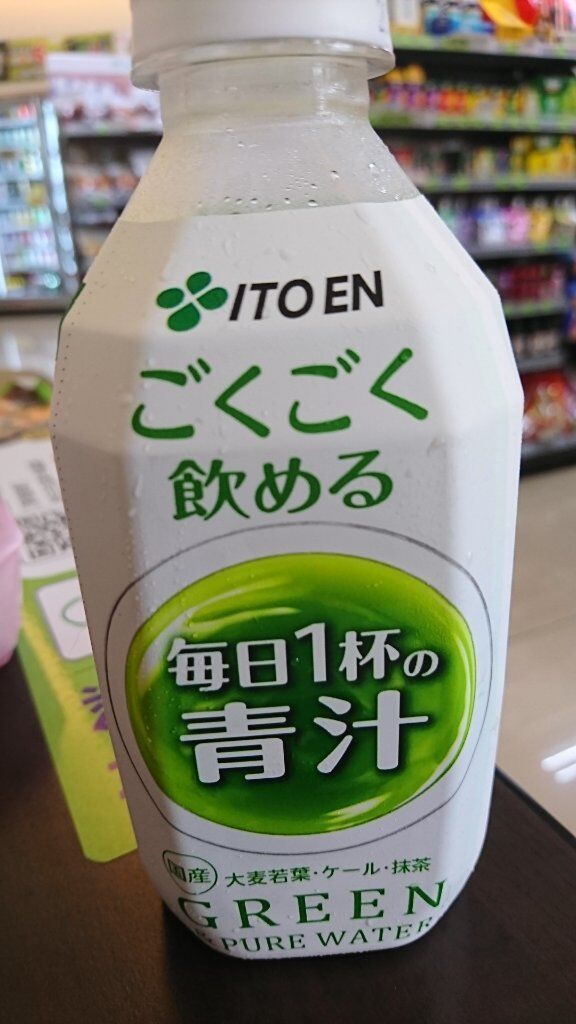 ITO EN
ごくごく
飲める
毎日1杯の
青汁
国産 大麦若葉・ケール・抹茶
GREEN
& PURE WATER